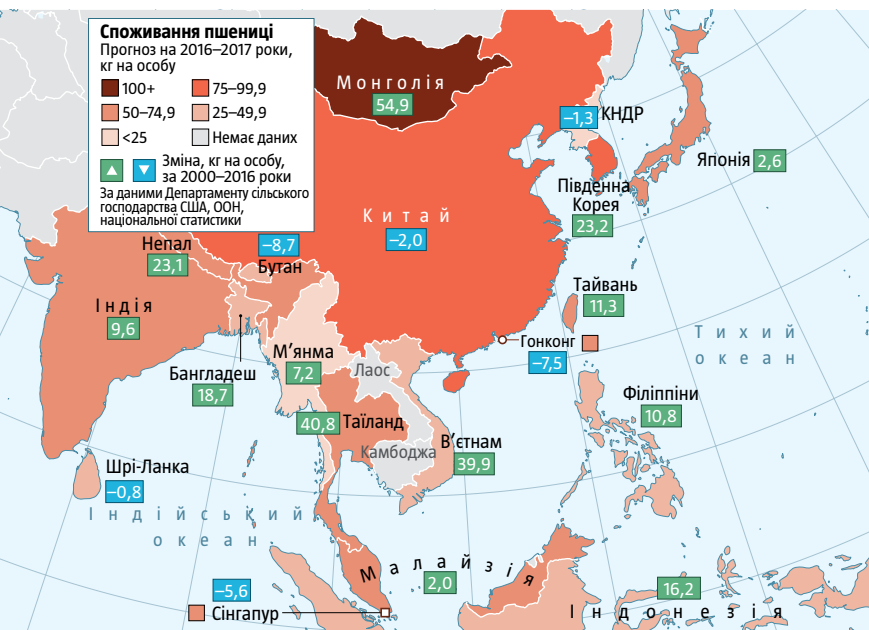 Споживання пшениці
Прогноз на 2016–2017 роки,
кг на особу
100+
75–99,9
50–74,9
25–49,9
<25
Немає даних
Зміна, кг на особу,
за 2000–2016 роки
За даними Департаменту сільського
господарства США, ООН,
національної статистики
Монголія
54,9
–1,3
КНДР
Японія
2,6
Південна
Корея
23,2
Китай
–2,0
Непал
23,1
–8,7
Бутан
Індія
9,6
Тайвань
11,3
Гонконг
–7,5
Тихий
океан
М’янма
7,2
Лаос
Бангладеш
18,7
Філіппіни
10,8
40,8
Таїланд
В’єтнам
39,9
Камбоджа
Шрі-Ланка
–0,8
Індійський
океан
Малайзія
2,0
–5,6
Сінгапур
16,2
Індонезія